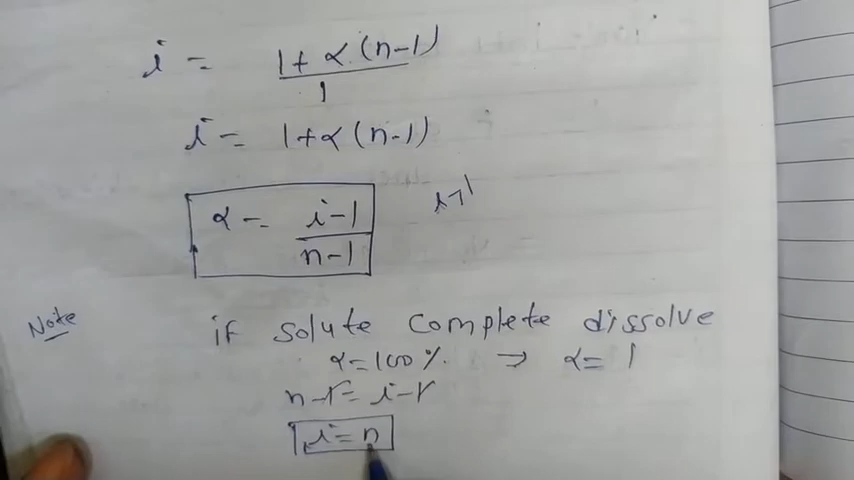 i = 1 + α (n-1) / 1
i = 1 + α (n-1)
α = i-1 / n-1
i>1
Note if solute complete dissolve
α = 100 % ⇒ α = 1
n-1 = i-1
i = n